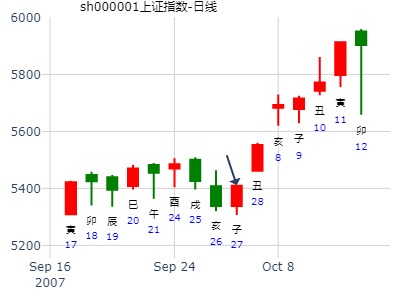 sh000001上证指数-日线
6000
5800
5600
5400
5200
寅
17
卯
18
辰
19
巳
20
午
21
酉
24
戌
25
亥
26
子
27
丑
28
亥
8
子
9
丑
10
寅
11
卯
12
Sep 16
2007
Sep 24
Oct 8